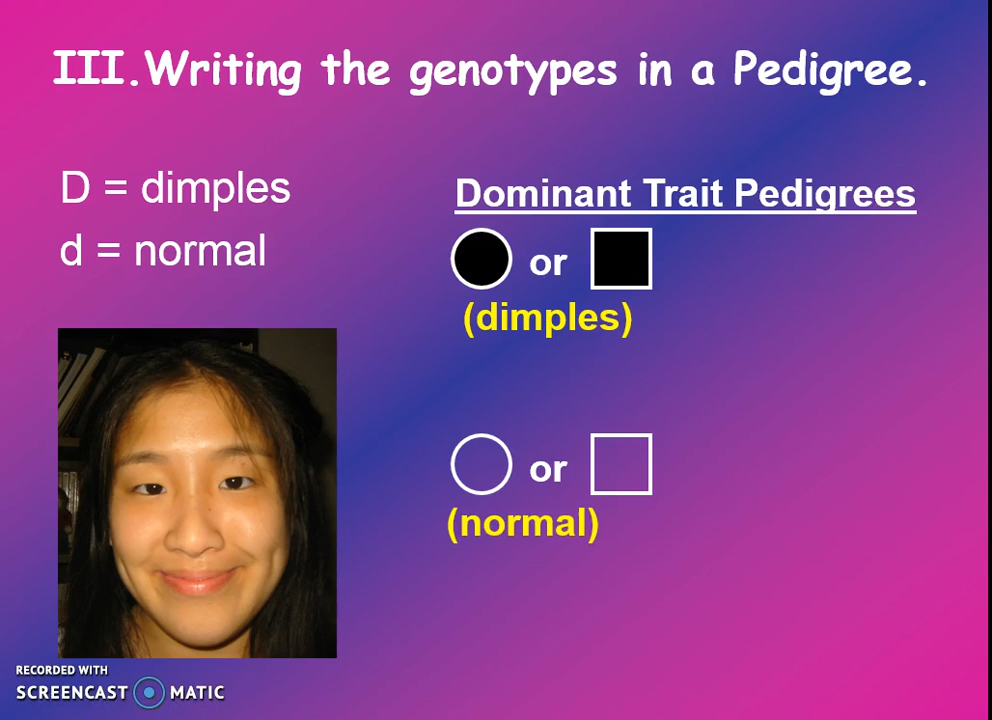 III.Writing the genotypes in a Pedigree.
D = dimples
d = normal
Dominant Trait Pedigrees
or
(dimples)
or
(normal)
RECORDED WITH
SCREENCAST MATIC